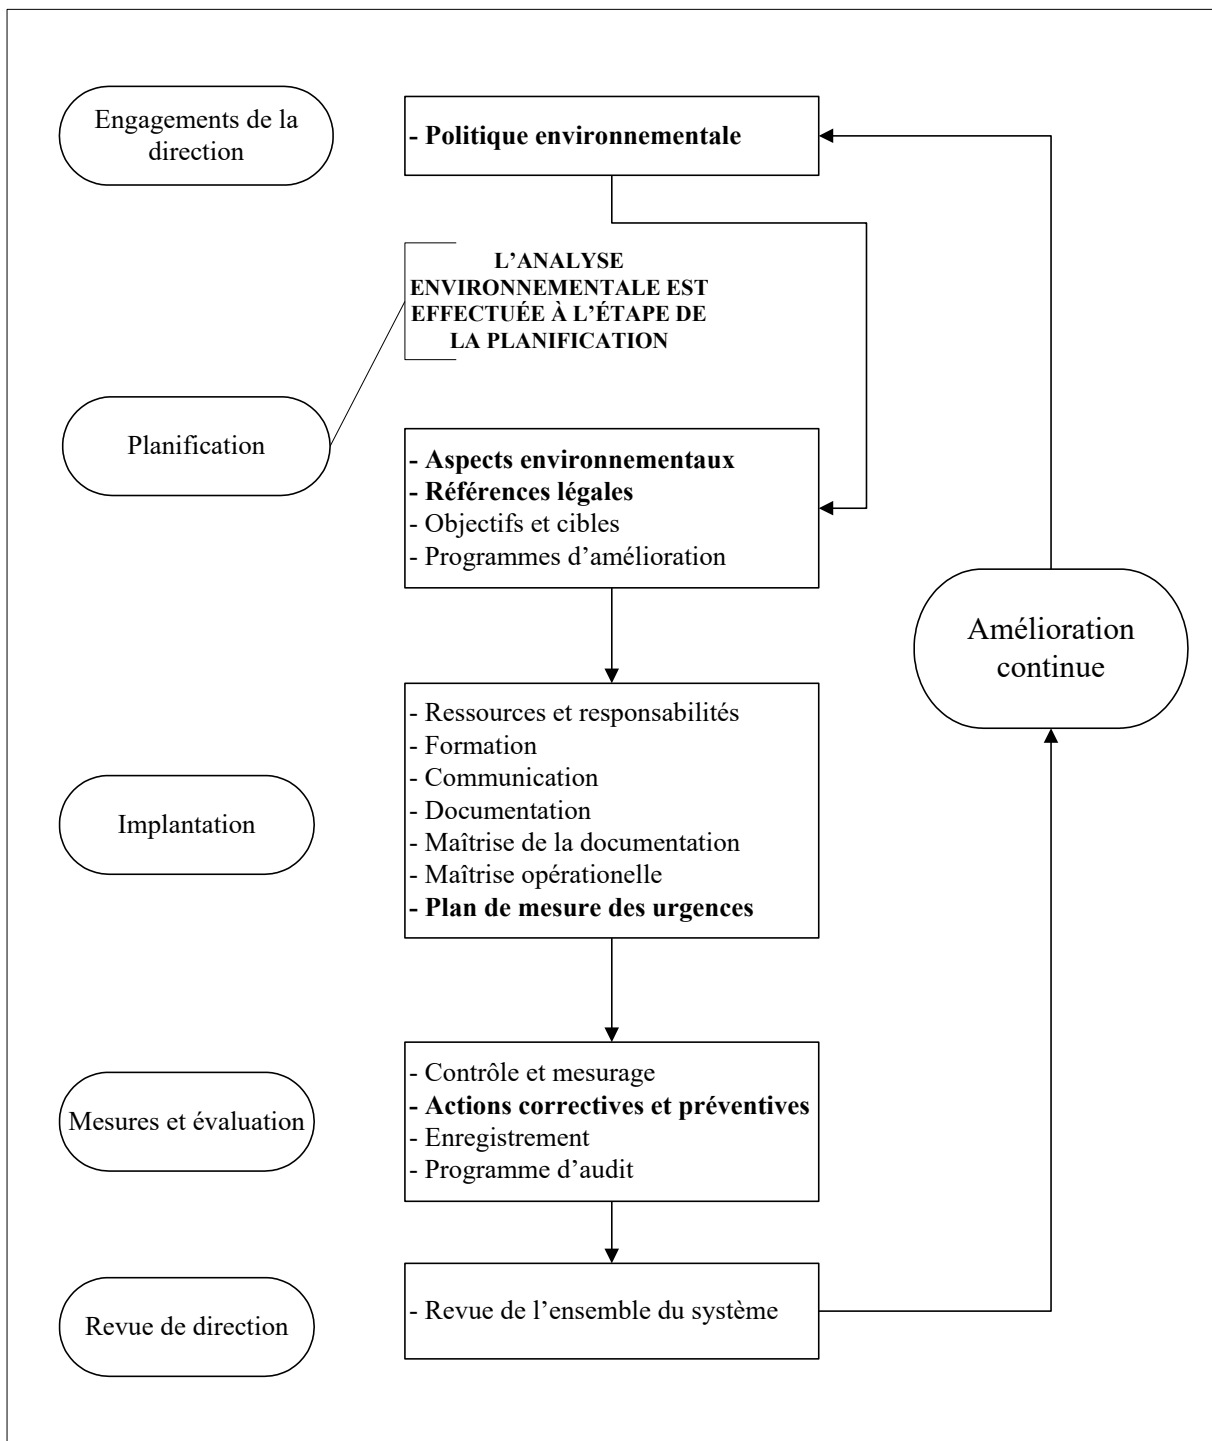 Engagements de la
direction
- Politique environnementale
L’ANALYSE
ENVIRONNEMENTALE EST
EFFECTUÉE À L’ÉTAPE DE
LA PLANIFICATION
Planification
- Aspects environnementaux
- Références légales
- Objectifs et cibles
- Programmes d’amélioration
Amélioration
continue
Implantation
- Ressources et responsabilités
- Formation
- Communication
- Documentation
- Maîtrise de la documentation
- Maîtrise opérationelle
- Plan de mesure des urgences
Mesures et évaluation
- Contrôle et mesurage
- Actions correctives et préventives
- Enregistrement
- Programme d’audit
Revue de direction
- Revue de l’ensemble du système